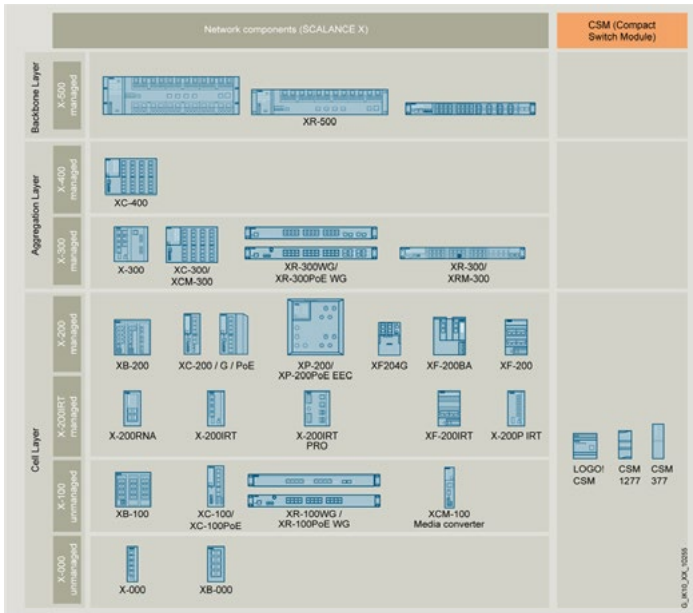 Network components (SCALANCE X)
CSM (Compact
Switch Module)
Backbone Layer
X-500
managed
XR-500
Aggregation Layer
X-400
managed
XC-400
X-300
managed
X-300
XC-300/
XCM-300
XR-300WG/
XR-300PoE WG
XR-300/
XRM-300
Cell Layer
X-200
managed
XB-200
XC-200 / G / PoE
XP-200/
XP-200PoE EEC
XF204G
XF-200BA
XF-200
X-200IRT
managed
X-200RNA
X-200IRT
X-200IRT
PRO
XF-200IRT
X-200P IRT
LOGO!
CSM
CSM
1277
CSM
377
X-100
unmanaged
XB-100
XC-100/
XC-100PoE
XR-100WG /
XR-100PoE WG
XCM-100
Media converter
X-000
unmanaged
X-000
XB-000
G_IK10_XX_10255